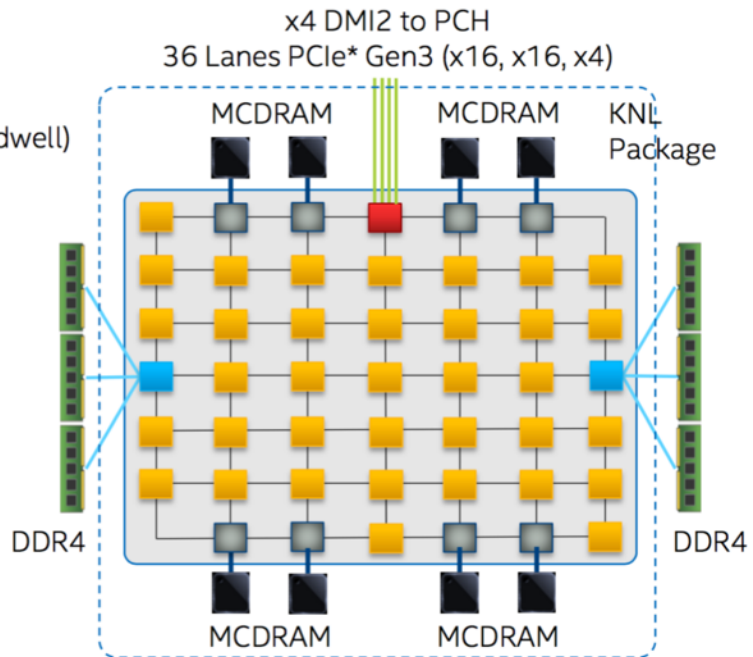 x4 DMI2 to PCH
36 Lanes PCIe* Gen3 (x16, x16, x4)
MCDRAM
MCDRAM
KNL
Package
dwell)
DDR4
DDR4
MCDRAM
MCDRAM